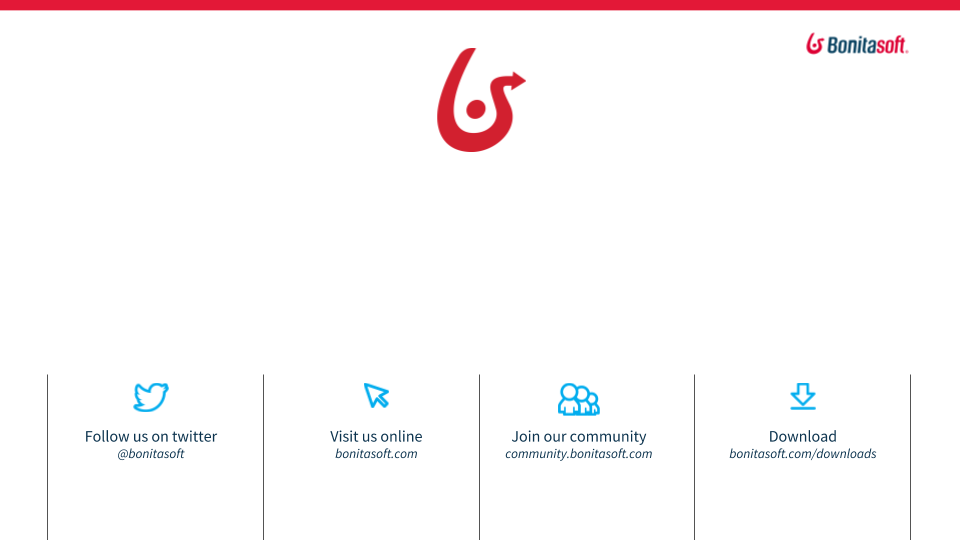 Bonitasoft
Follow us on twitter
@bonitasoft
Visit us online
bonitasoft.com
Join our community
community.bonitasoft.com
Download
bonitasoft.com/downloads